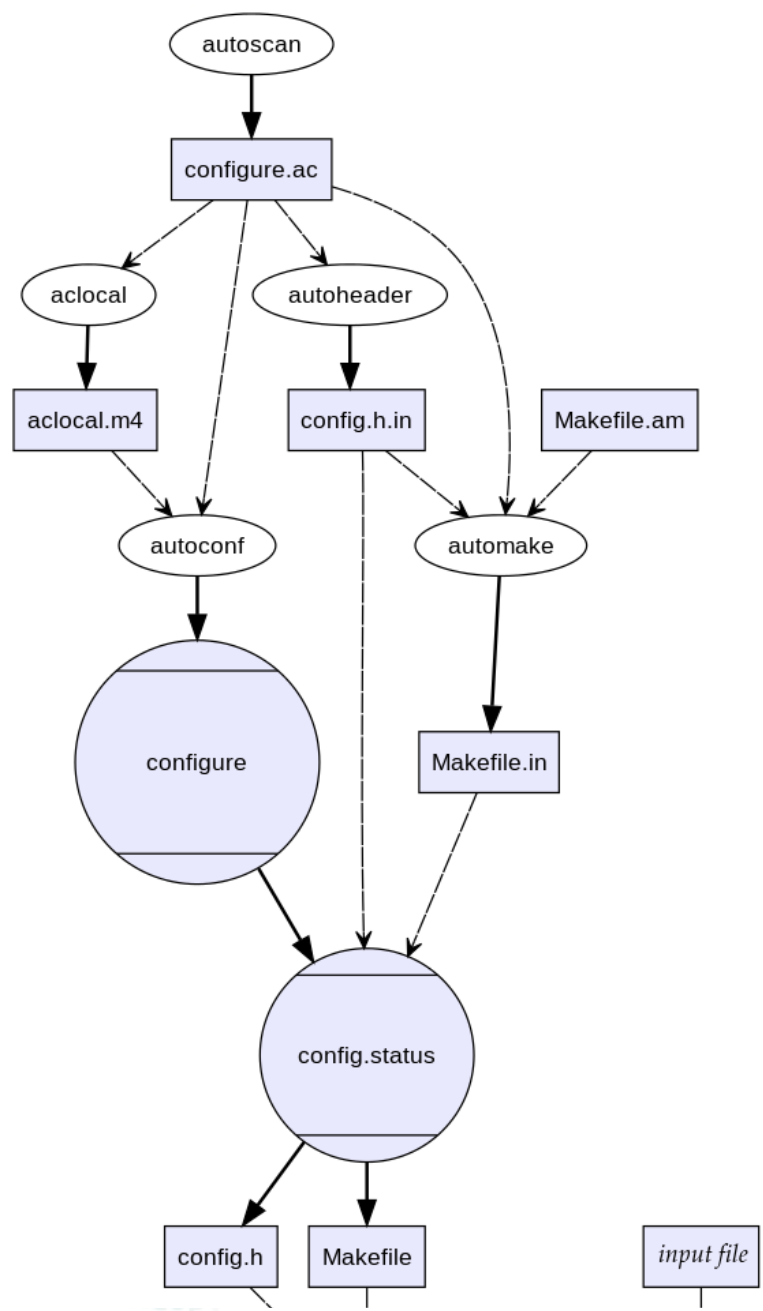 autoscan
configure.ac
aclocal
autoheader
aclocal.m4
config.h.in
Makefile.am
autoconf
automake
configure
Makefile.in
config.status
config.h
Makefile
input file